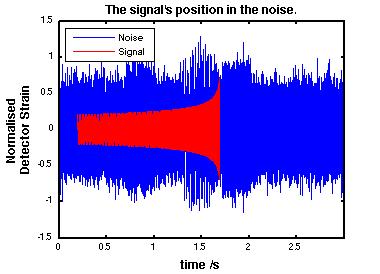 The signal's position in the noise.
Noise
Signal
Normalised
Detector Strain
1.5
1
0.5
0
-0.5
-1
-1.5
0 0.5 1 1.5 2 2.5
time /s